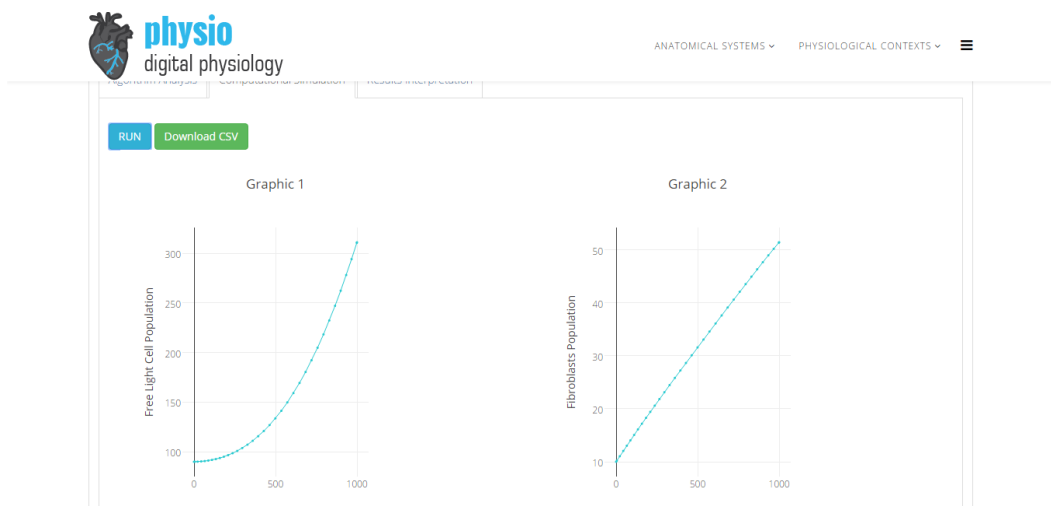 physio
digital physiology
ANATOMICAL SYSTEMS
PHYSIOLOGICAL CONTEXTS
Algorithm Analysis
Computational Simulation
Results Interpretation
RUN
Download CSV
Graphic 1
Free Light Cell Population
300
250
200
150
100
0
500
1000
Graphic 2
Fibroblasts Population
50
40
30
20
10
0
500
1000